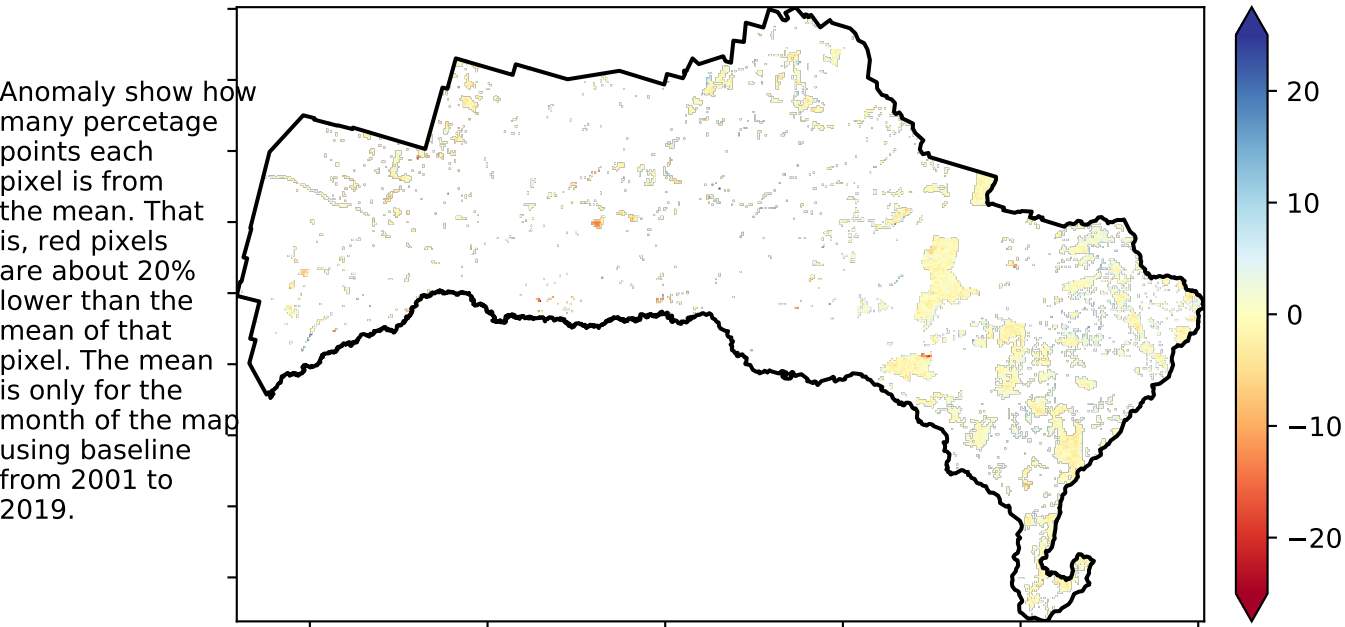 Anomaly show how
many percetage
points each
pixel is from
the mean. That
is, red pixels
are about 20%
lower than the
mean of that
pixel. The mean
is only for the
month of the map
using baseline
from 2001 to
2019.
20
10
0
−10
−20